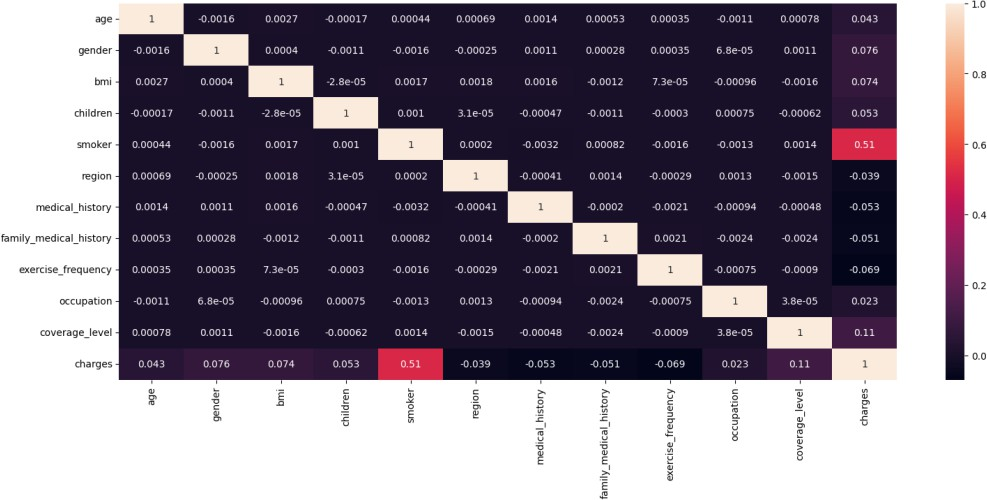 age 1 -0.0016 0.0027 -0.00017 0.00044 0.00069 0.0014 0.00053 0.00035 -0.0011 0.00078 0.043
gender -0.0016 1 0.0004 -0.0011 -0.0016 -0.00025 0.0011 0.00028 0.00035 6.8e-05 0.0011 0.076
bmi 0.0027 0.0004 1 -2.8e-05 0.0017 0.0018 0.0016 -0.0012 7.3e-05 -0.00096 -0.0016 0.074
children -0.00017 -0.0011 -2.8e-05 1 0.001 3.1e-05 -0.00047 -0.0011 -0.0003 0.00075 -0.00062 0.053
smoker 0.00044 -0.0016 0.0017 0.001 1 0.0002 -0.0032 0.00082 -0.0016 -0.0013 0.0014 0.51
region 0.00069 -0.00025 0.0018 3.1e-05 0.0002 1 -0.00041 0.0014 -0.00029 0.0013 -0.0015 -0.039
medical_history 0.0014 0.0011 0.0016 -0.00047 -0.0032 -0.00041 1 -0.0002 -0.0021 -0.00094 -0.00048 -0.053
family_medical_history 0.00053 0.00028 -0.0012 -0.0011 0.00082 0.0014 -0.0002 1 0.0021 -0.0024 -0.0024 -0.051
exercise_frequency 0.00035 0.00035 7.3e-05 -0.0003 -0.0016 -0.00029 -0.0021 0.0021 1 -0.00075 -0.0009 -0.069
occupation -0.0011 6.8e-05 -0.00096 0.00075 -0.0013 0.0013 -0.00094 -0.0024 -0.00075 1 3.8e-05 0.023
coverage_level 0.00078 0.0011 -0.0016 -0.00062 0.0014 -0.0015 -0.00048 -0.0024 -0.0009 3.8e-05 1 0.11
charges 0.043 0.076 0.074 0.053 0.51 -0.039 -0.053 -0.051 -0.069 0.023 0.11 1
age gender bmi children smoker region medical_history family_medical_history exercise_frequency occupation coverage_level charges
1.0
0.8
0.6
0.4
0.2
0.0